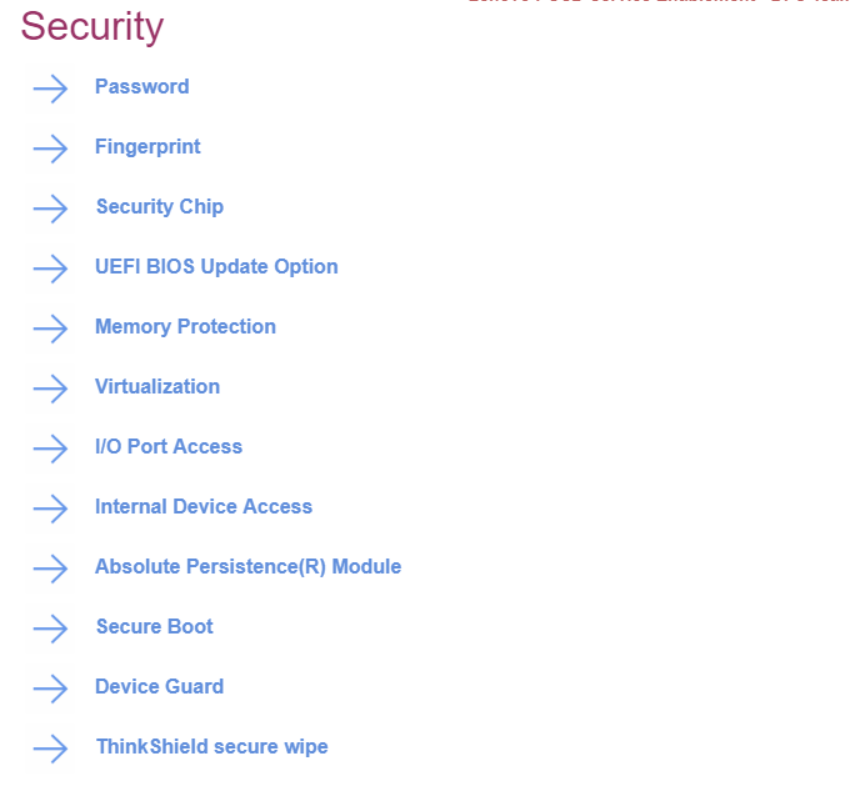 Security
Password
Fingerprint
Security Chip
UEFI BIOS Update Option
Memory Protection
Virtualization
I/O Port Access
Internal Device Access
Absolute Persistence(R) Module
Secure Boot
Device Guard
ThinkShield secure wipe